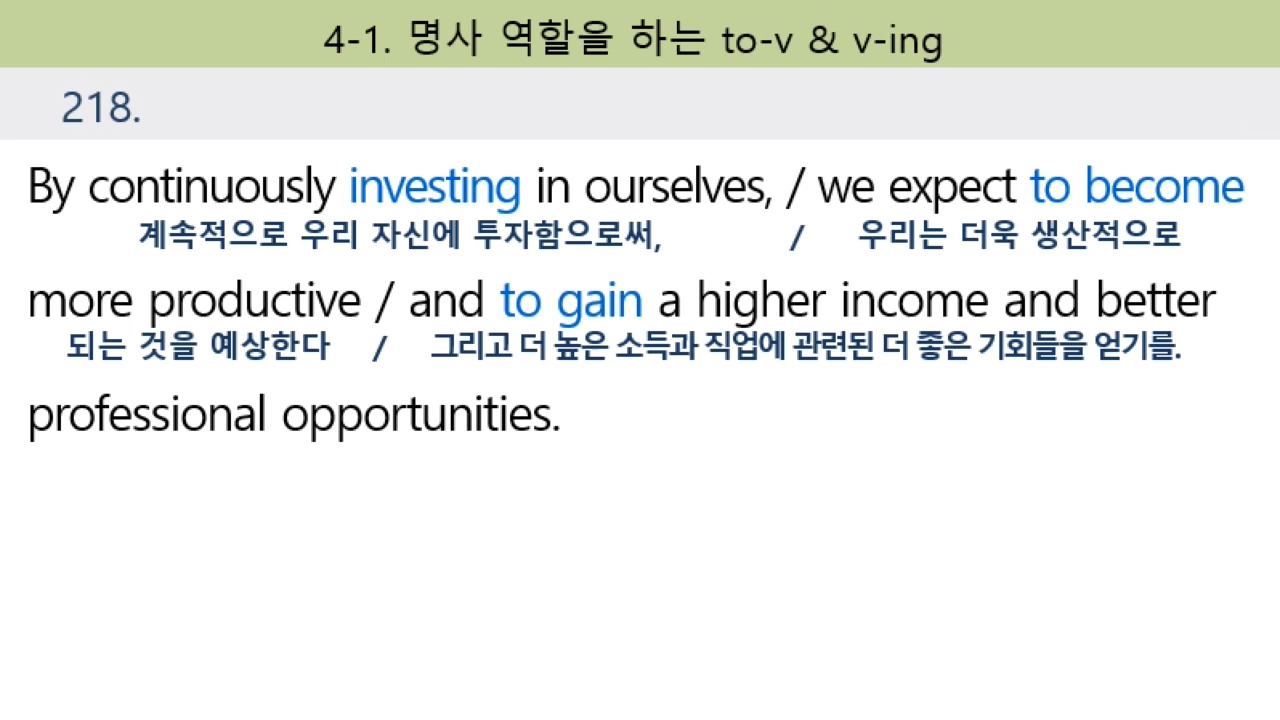 4-1. 명사 역할을 하는 to-v & v-ing
218.
By continuously investing in ourselves, / we expect to become
계속적으로 우리 자신에 투자함으로써, / 우리는 더욱 생산적으로
more productive / and to gain a higher income and better
되는 것을 예상한다 / 그리고 더 높은 소득과 직업에 관련된 더 좋은 기회들을 얻기를.
professional opportunities.